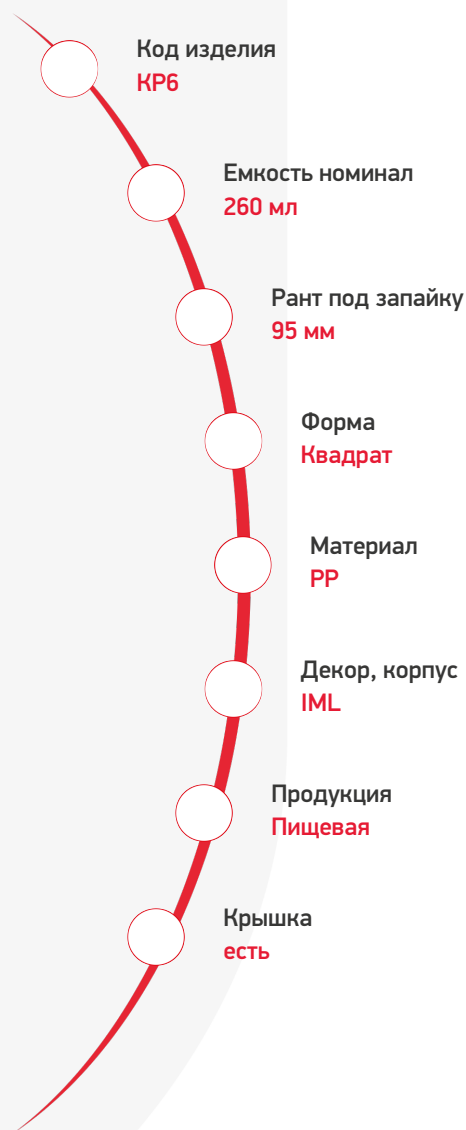 Код изделия
КР6
Емкость номинал
260 мл
Рант под запайку
95 мм
Форма
Квадрат
Материал
PP
Декор, корпус
IML
Продукция
Пищевая
Крышка
есть